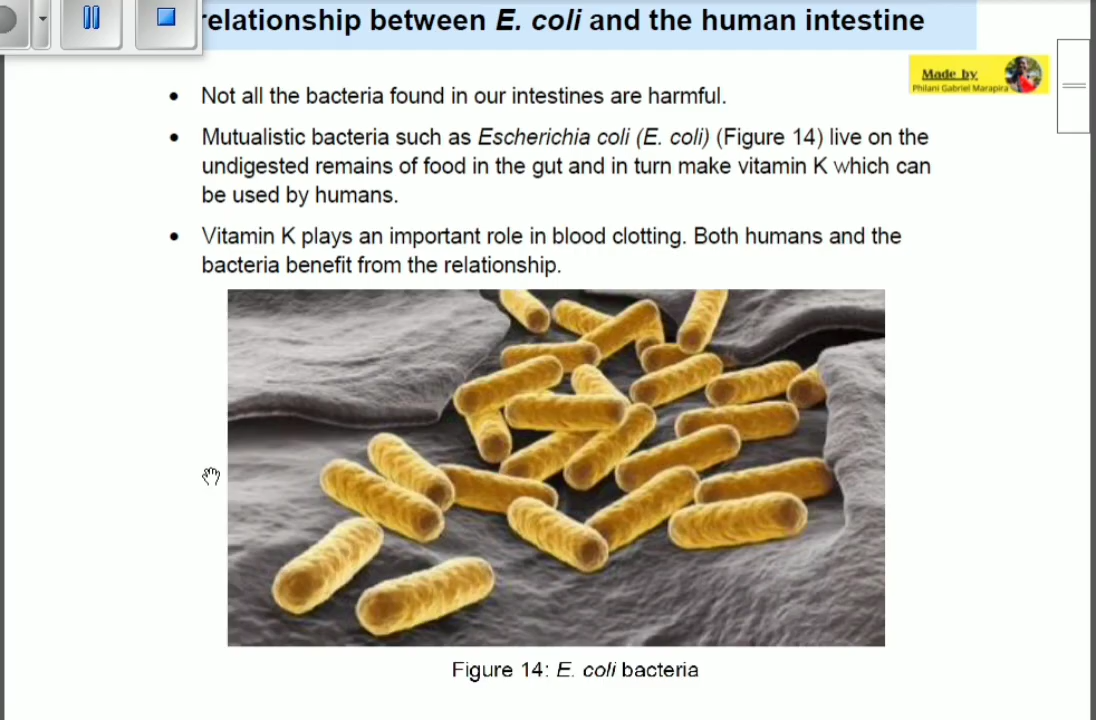 relationship between E. coli and the human intestine
Made by
Philani Gabriel Marapira
• Not all the bacteria found in our intestines are harmful.
• Mutualistic bacteria such as Escherichia coli (E. coli) (Figure 14) live on the
undigested remains of food in the gut and in turn make vitamin K which can
be used by humans.
• Vitamin K plays an important role in blood clotting. Both humans and the
bacteria benefit from the relationship.
Figure 14: E. coli bacteria